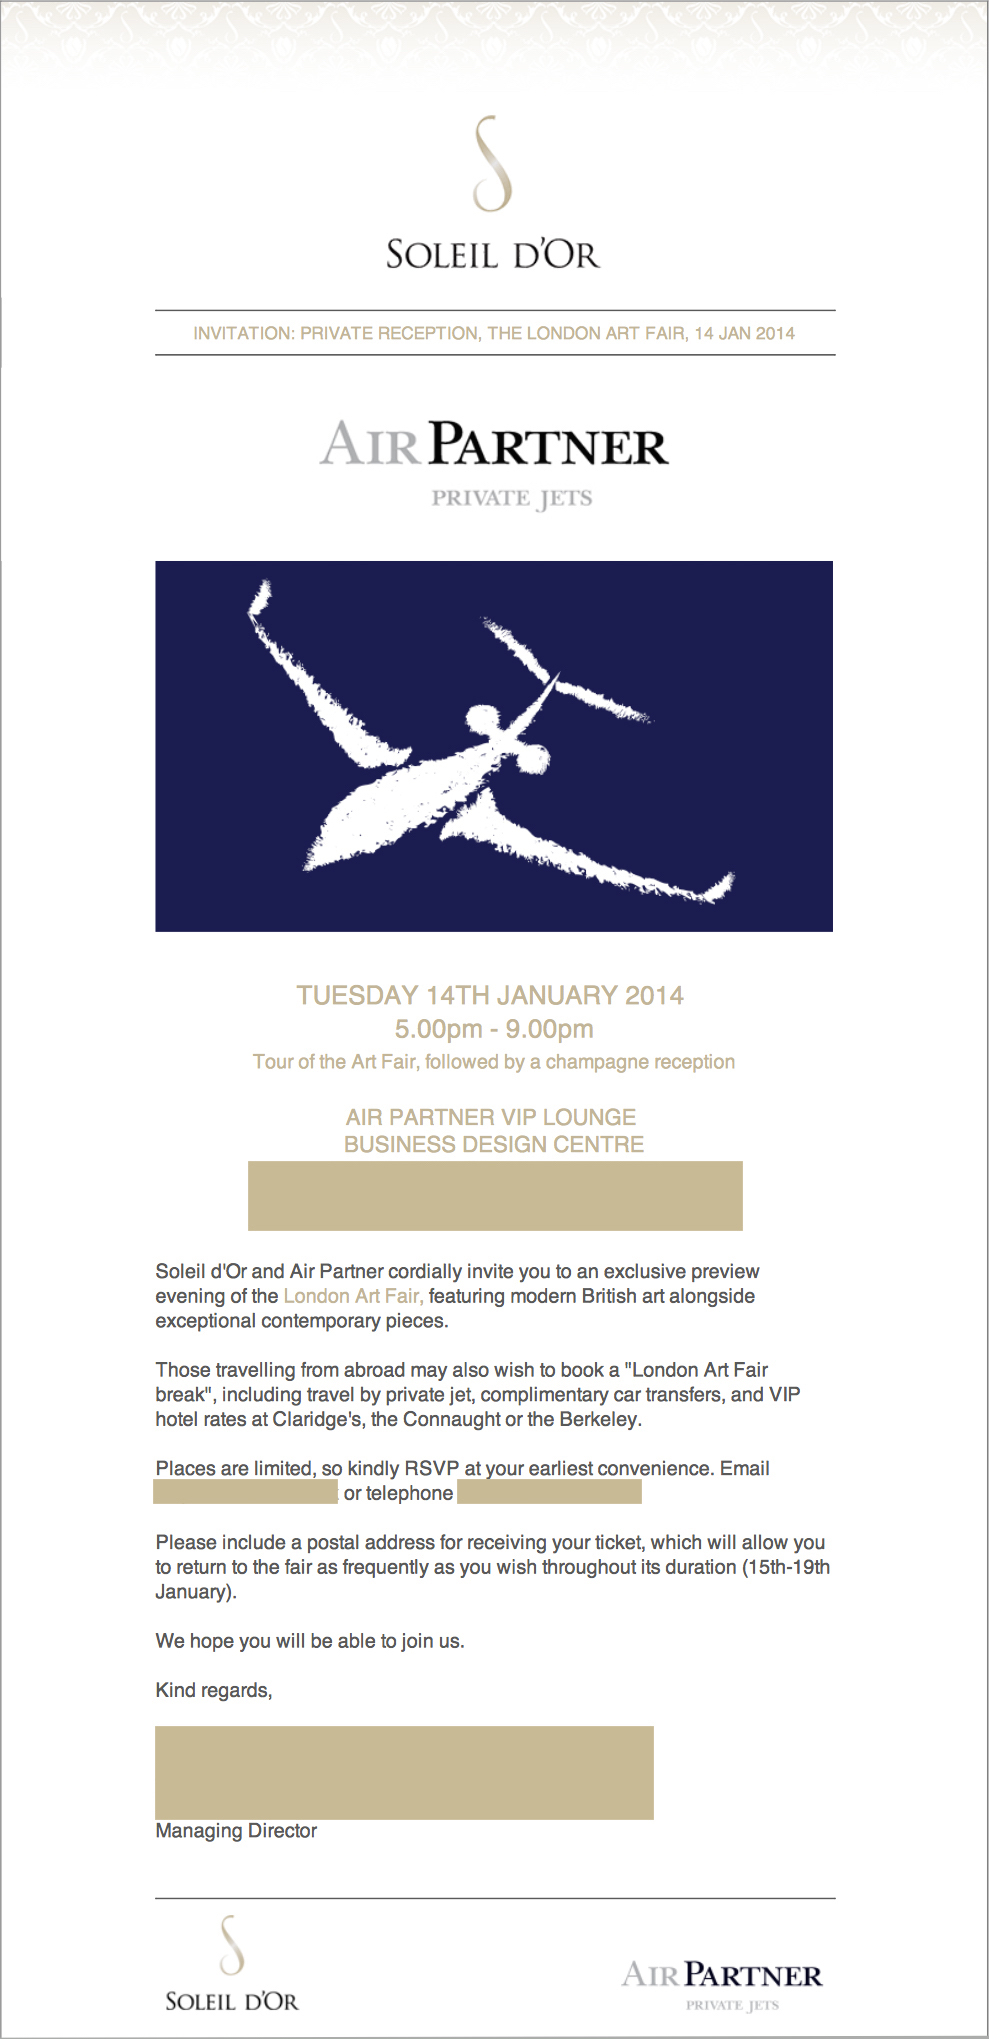 SOLEIL D'OR
INVITATION: PRIVATE RECEPTION, THE LONDON ART FAIR, 14 JAN 2014
AIR PARTNER
PRIVATE JETS
TUESDAY 14TH JANUARY 2014
5.00pm - 9.00pm
Tour of the Art Fair, followed by a champagne reception
AIR PARTNER VIP LOUNGE
BUSINESS DESIGN CENTRE
Soleil d'Or and Air Partner cordially invite you to an exclusive preview
evening of the London Art Fair, featuring modern British art alongside
exceptional contemporary pieces.
Those travelling from abroad may also wish to book a "London Art Fair
break", including travel by private jet, complimentary car transfers, and VIP
hotel rates at Claridge's, the Connaught or the Berkeley.
Places are limited, so kindly RSVP at your earliest convenience. Email
or telephone
Please include a postal address for receiving your ticket, which will allow you
to return to the fair as frequently as you wish throughout its duration (15th-19th
January).
We hope you will be able to join us.
Kind regards,
Managing Director
SOLEIL D'OR
AIR PARTNER
PRIVATE JETS